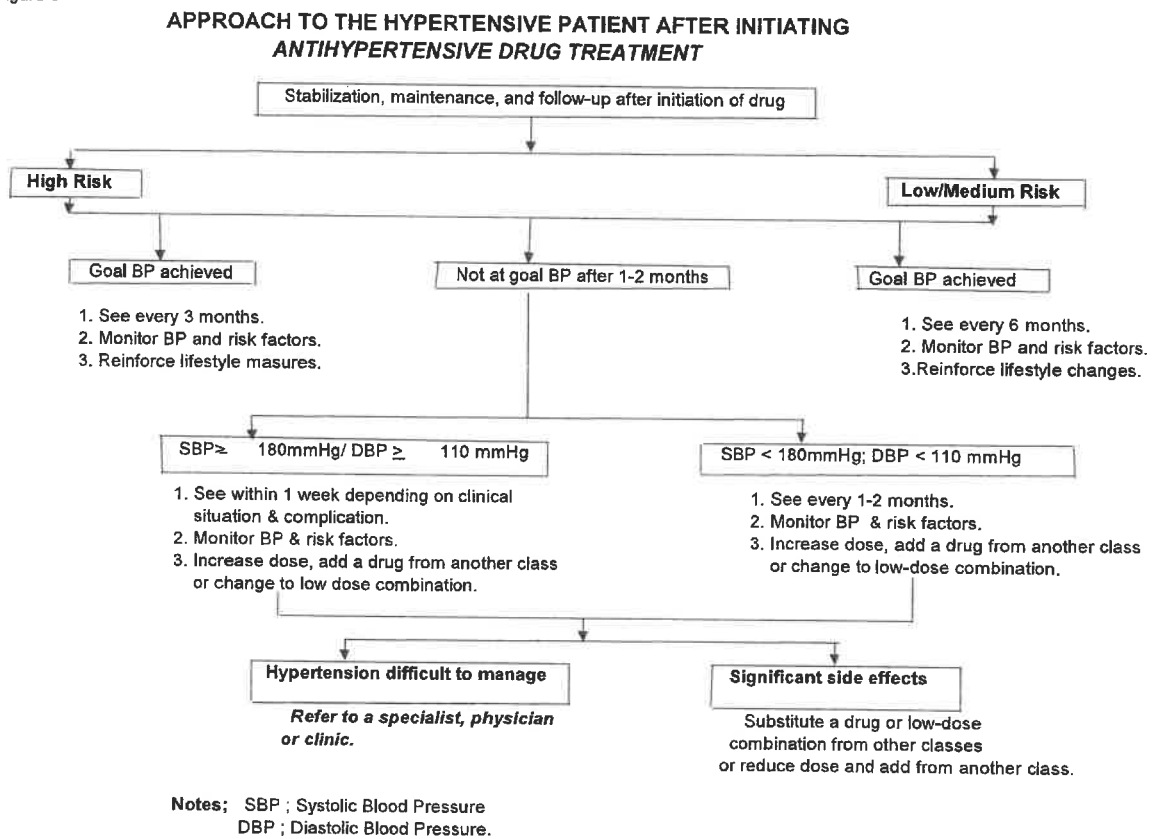 APPROACH TO THE HYPERTENSIVE PATIENT AFTER INITIATING
ANTIHYPERTENSIVE DRUG TREATMENT
Stabilization, maintenance, and follow-up after initiation of drug
High Risk
Low/Medium Risk
Goal BP achieved
Not at goal BP after 1-2 months
Goal BP achieved
1. See every 3 months.
2. Monitor BP and risk factors.
3. Reinforce lifestyle masures.
1. See every 6 months.
2. Monitor BP and risk factors.
3.Reinforce lifestyle changes.
SBP≥ 180mmHg/ DBP ≥ 110 mmHg
SBP < 180mmHg; DBP < 110 mmHg
1. See within 1 week depending on clinical
situation & complication.
2. Monitor BP & risk factors.
3. Increase dose, add a drug from another class
or change to low dose combination.
1. See every 1-2 months.
2. Monitor BP & risk factors.
3. Increase dose, add a drug from another class
or change to low-dose combination.
Hypertension difficult to manage
Refer to a specialist, physician
or clinic.
Significant side effects
Substitute a drug or low-dose
combination from other classes
or reduce dose and add from another class.
Notes; SBP ; Systolic Blood Pressure
DBP ; Diastolic Blood Pressure.